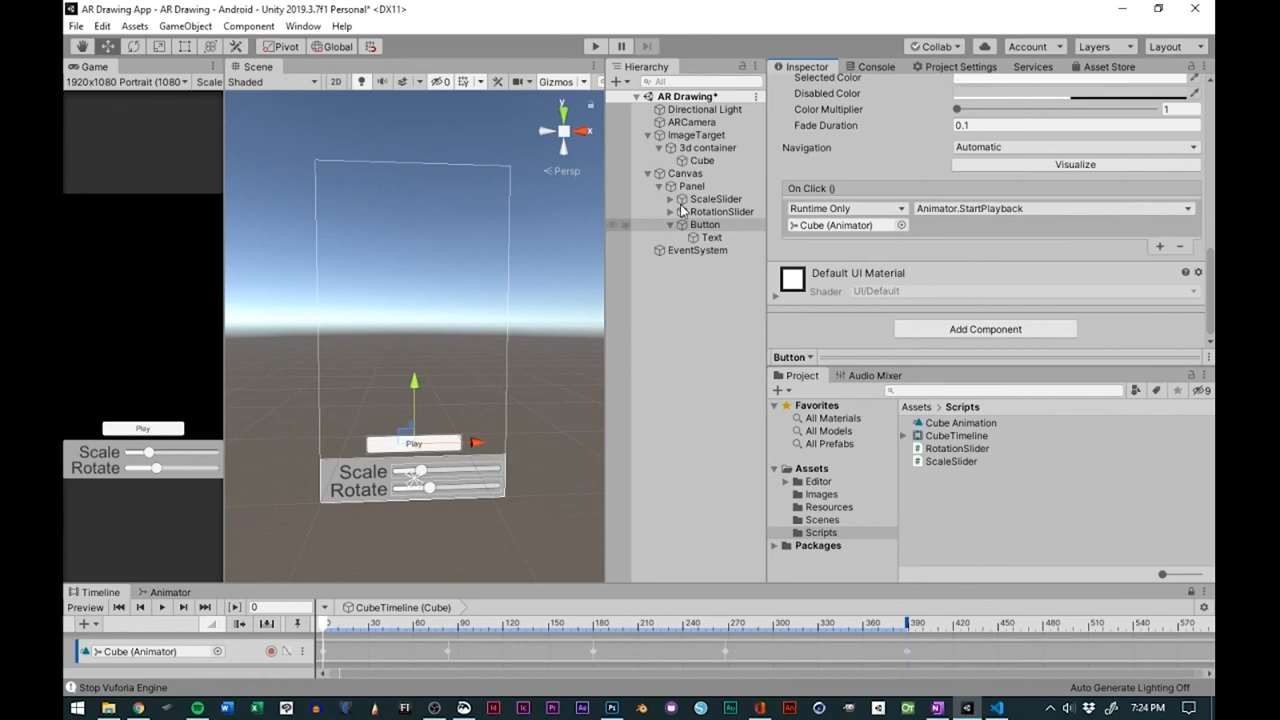 AR Drawing App - AR Drawing - Android - Unity 2019.3.7f1 Personal* <DX11>
File Edit Assets GameObject Component Window Help
Pivot Global Collab Account Layers Layout
Game Scene Hierarchy Inspector Console Project Settings Services Asset Store
1920x1080 Portrait (1080 Scale Shaded 2D 0 Gizmos All
Selected Color
AR Drawing*
Disabled Color
Directional Light
Color Multiplier 1
ARCamera
Fade Duration 0.1
ImageTarget
3d container
Navigation Automatic
Cube
Visualize
Canvas
Panel
On Click ()
ScaleSlider
Runtime Only Animator.StartPlayback
RotationSlider
Button
Cube (Animator)
Text
EventSystem
y
x
Persp
Default UI Material
Shader UI/Default
Add Component
Button
Project Audio Mixer
9
Favorites
All Materials
All Models
All Prefabs
Assets
Editor
Images
Resources
Scenes
Scripts
Packages
Assets > Scripts
Cube Animation
CubeTimeline
RotationSlider
ScaleSlider
Play
Scale
Rotate
Play
Scale
Rotate
Timeline Animator
Preview 0 CubeTimeline (Cube)
0 30 60 90 120 150 180 210 240 270 300 330 360 390 420 450 480 510 540 570
Cube (Animator)
Stop Vuforia Engine Auto Generate Lighting Off
7:24 PM